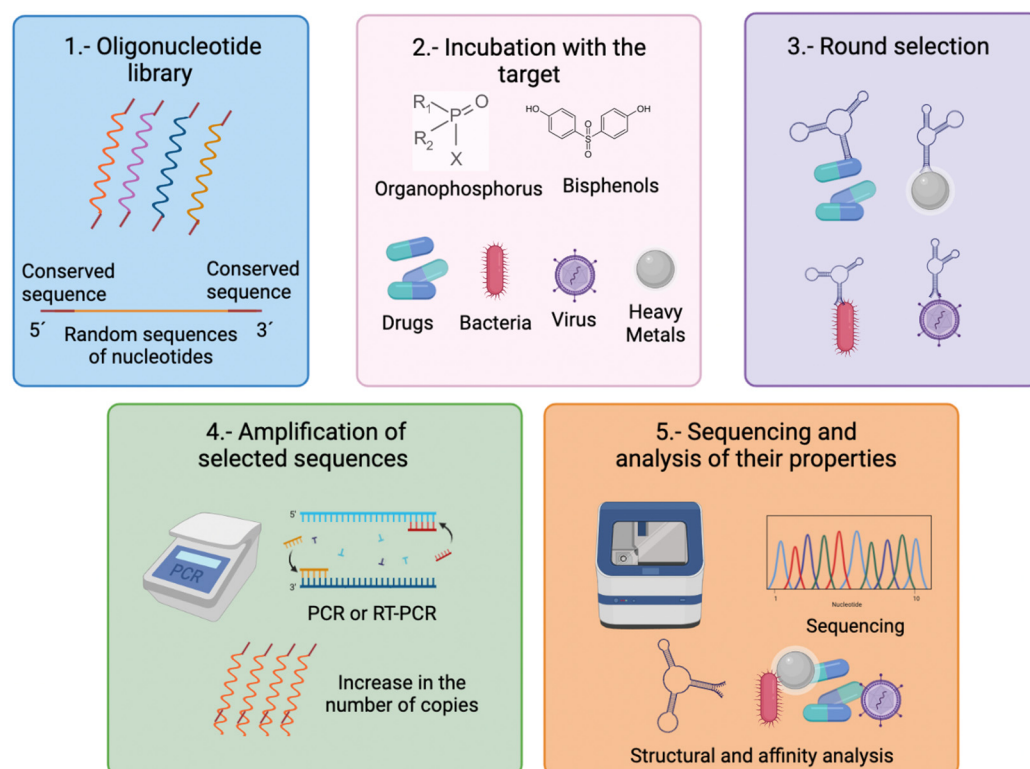 1.- Oligonucleotide
library
Conserved
sequence
Conserved
sequence
5´
Random sequences
of nucleotides
3´
2.- Incubation with the
target
R1
R2
P
O
X
Organophosphorus
HO
OH
S
O
O
Bisphenols
Drugs
Bacteria
Virus
Heavy
Metals
3.- Round selection
4.- Amplification of
selected sequences
PCR
5'
3'
PCR or RT-PCR
Increase in the
number of copies
5.- Sequencing and
analysis of their properties
1
Nucleotide
10
Sequencing
Structural and affinity analysis